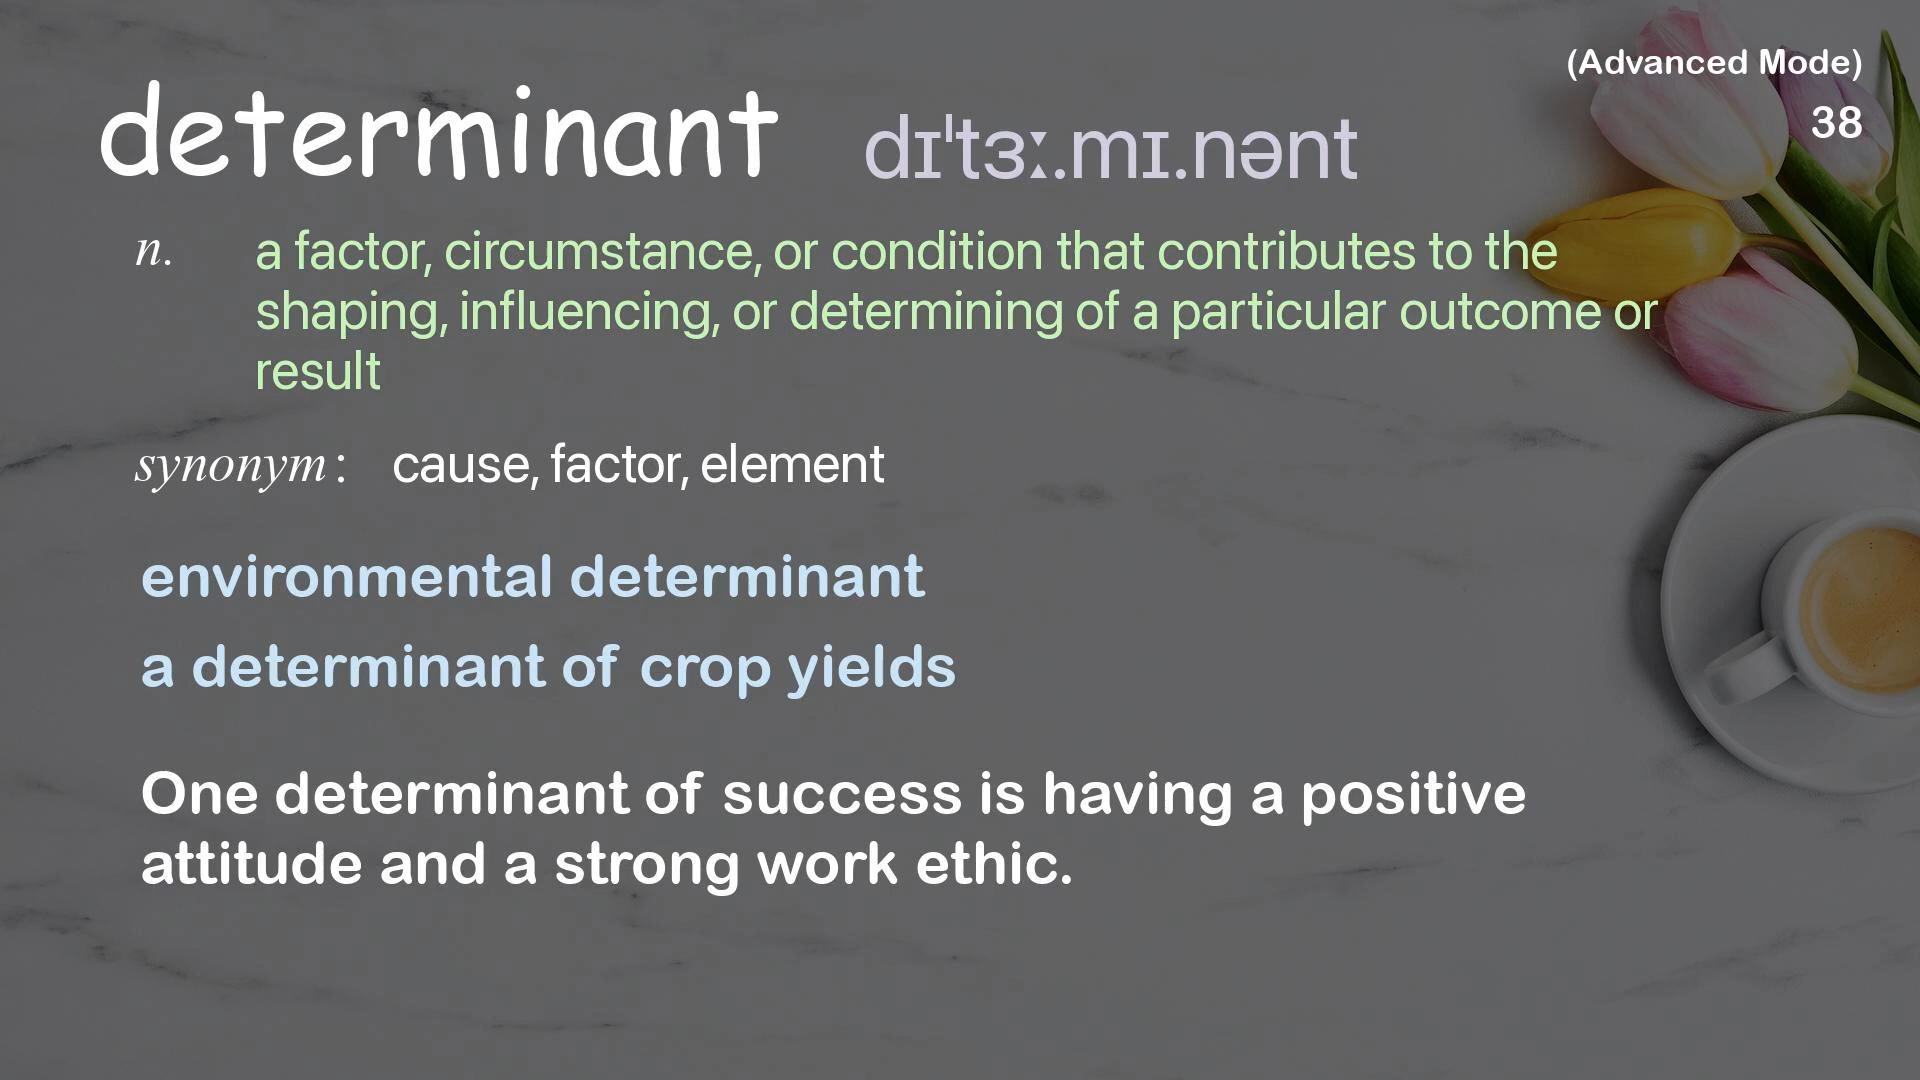 (Advanced Mode)
determinant dɪˈtɜː.mɪ.nənt
38
n. a factor, circumstance, or condition that contributes to the
shaping, influencing, or determining of a particular outcome or
result
synonym : cause, factor, element
environmental determinant
a determinant of crop yields
One determinant of success is having a positive
attitude and a strong work ethic.